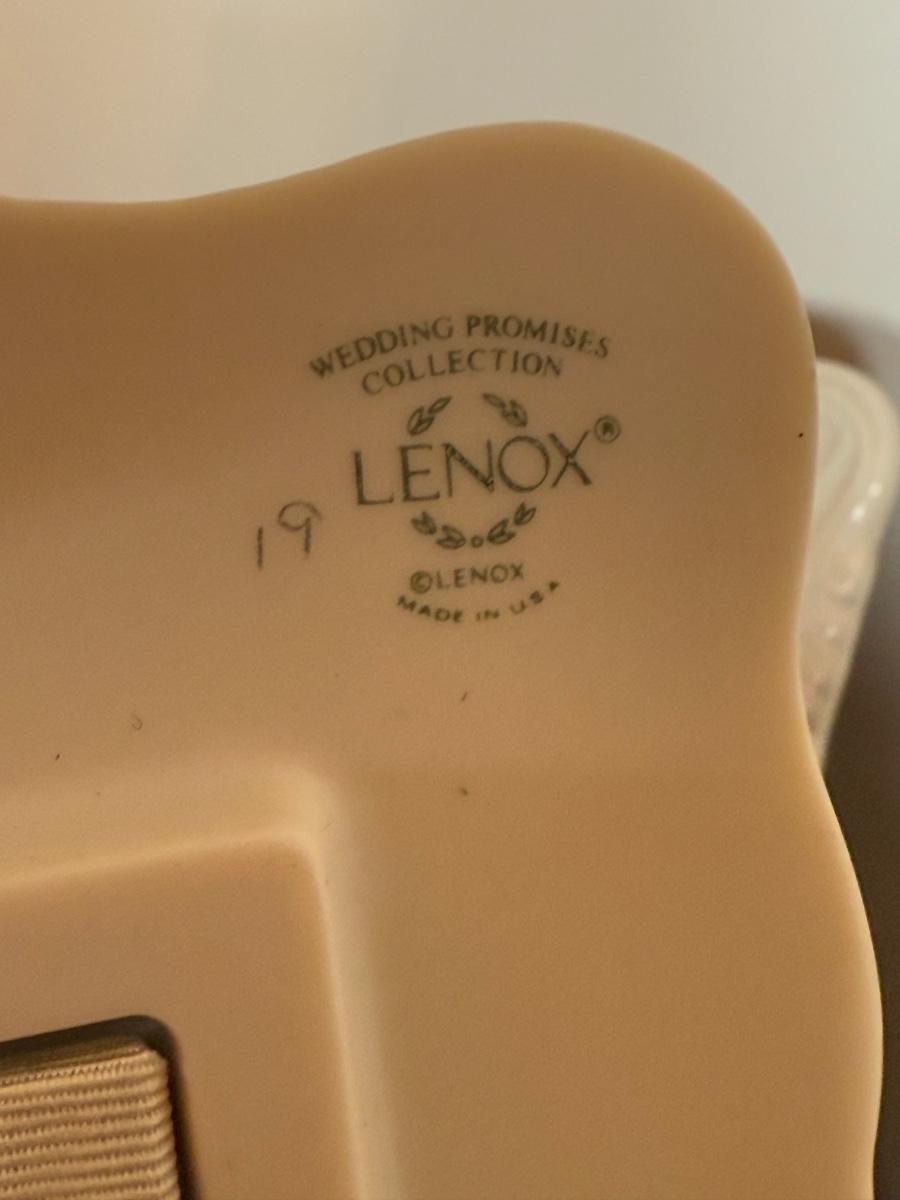 WEDDING PROMISES
COLLECTION
LENOX®
19
©LENOX
MADE IN USA